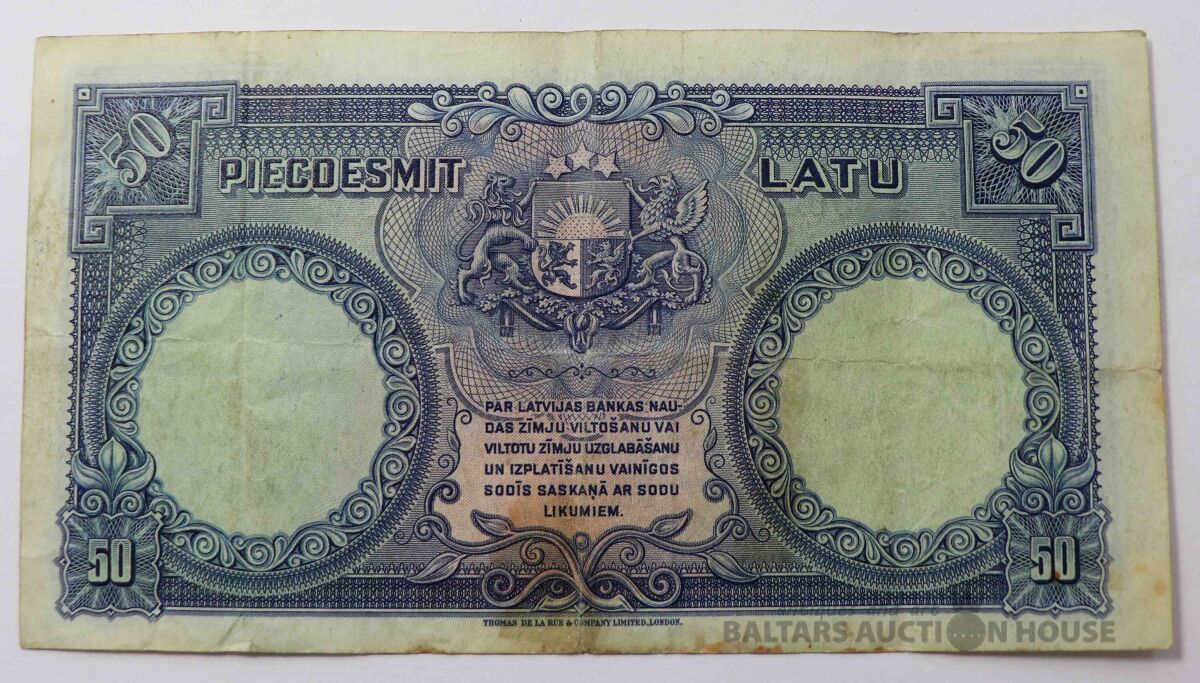 50
50
PIECDESMIT LATU
PAR LATVIJAS BANKAS NAU-
DAS ZĪMJU VILTOŠANU VAI
VILTOTU ZĪMJU UZGLABĀŠANU
UN IZPLATĪŠANU VAINĪGOS
SODĪS SASKAŅĀ AR SODU
LIKUMIEM.
50
50
THOMAS DE LA RUE & COMPANY LIMITED, LONDON.
BALTARS AUCTION HOUSE